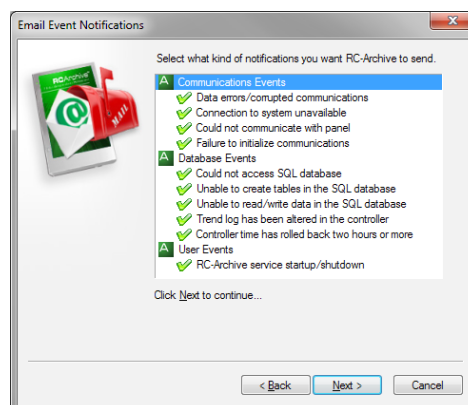 Email Event Notifications
Select what kind of notifications you want RC-Archive to send.
RCArchive
MAIL
A Communications Events
Data errors/corrupted communications
Connection to system unavailable
Could not communicate with panel
Failure to initialize communications
A Database Events
Could not access SQL database
Unable to create tables in the SQL database
Unable to read/write data in the SQL database
Trend log has been altered in the controller
Controller time has rolled back two hours or more
A User Events
RC-Archive service startup/shutdown
Click Next to continue...
< Back
Next >
Cancel